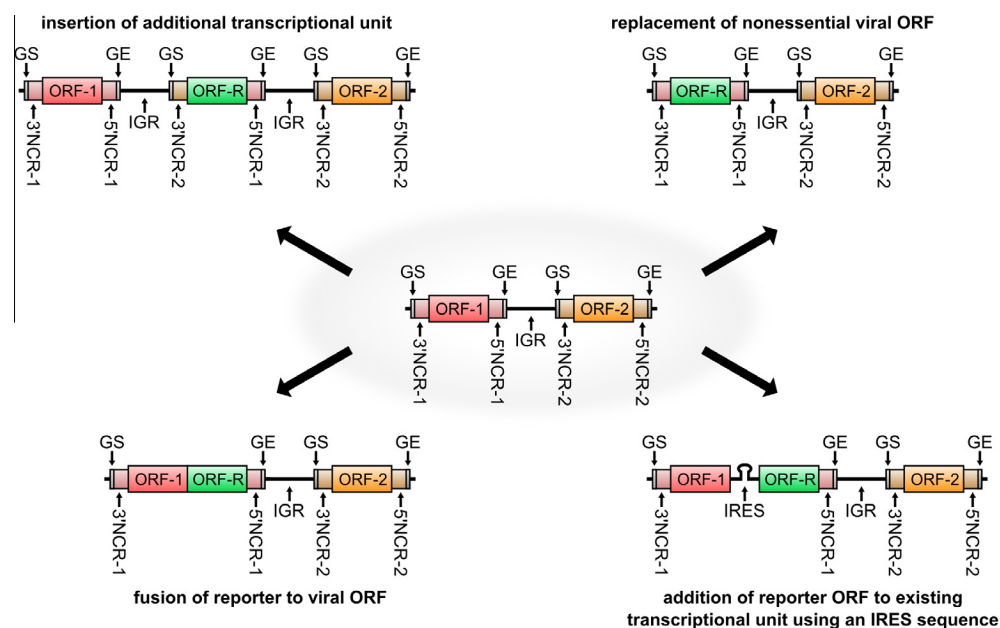 insertion of additional transcriptional unit
GS GE GS GE GS GE
ORF-1 ORF-R ORF-2
IGR IGR
3'NCR-1 5'NCR-1 3'NCR-2 5'NCR-1 3'NCR-2 5'NCR-2
replacement of nonessential viral ORF
GS GE GS GE
ORF-R ORF-2
IGR
3'NCR-1 5'NCR-1 3'NCR-2 5'NCR-2
GS GE GS GE
ORF-1 ORF-2
IGR
3'NCR-1 5'NCR-1 3'NCR-2 5'NCR-2
GS GE GS GE
ORF-1 ORF-R ORF-2
IGR
3'NCR-1 5'NCR-1 3'NCR-2 5'NCR-2
fusion of reporter to viral ORF
GS GE GS GE
ORF-1 ORF-R ORF-2
IRES IGR
3'NCR-1 5'NCR-1 3'NCR-2 5'NCR-2
addition of reporter ORF to existing
transcriptional unit using an IRES sequence